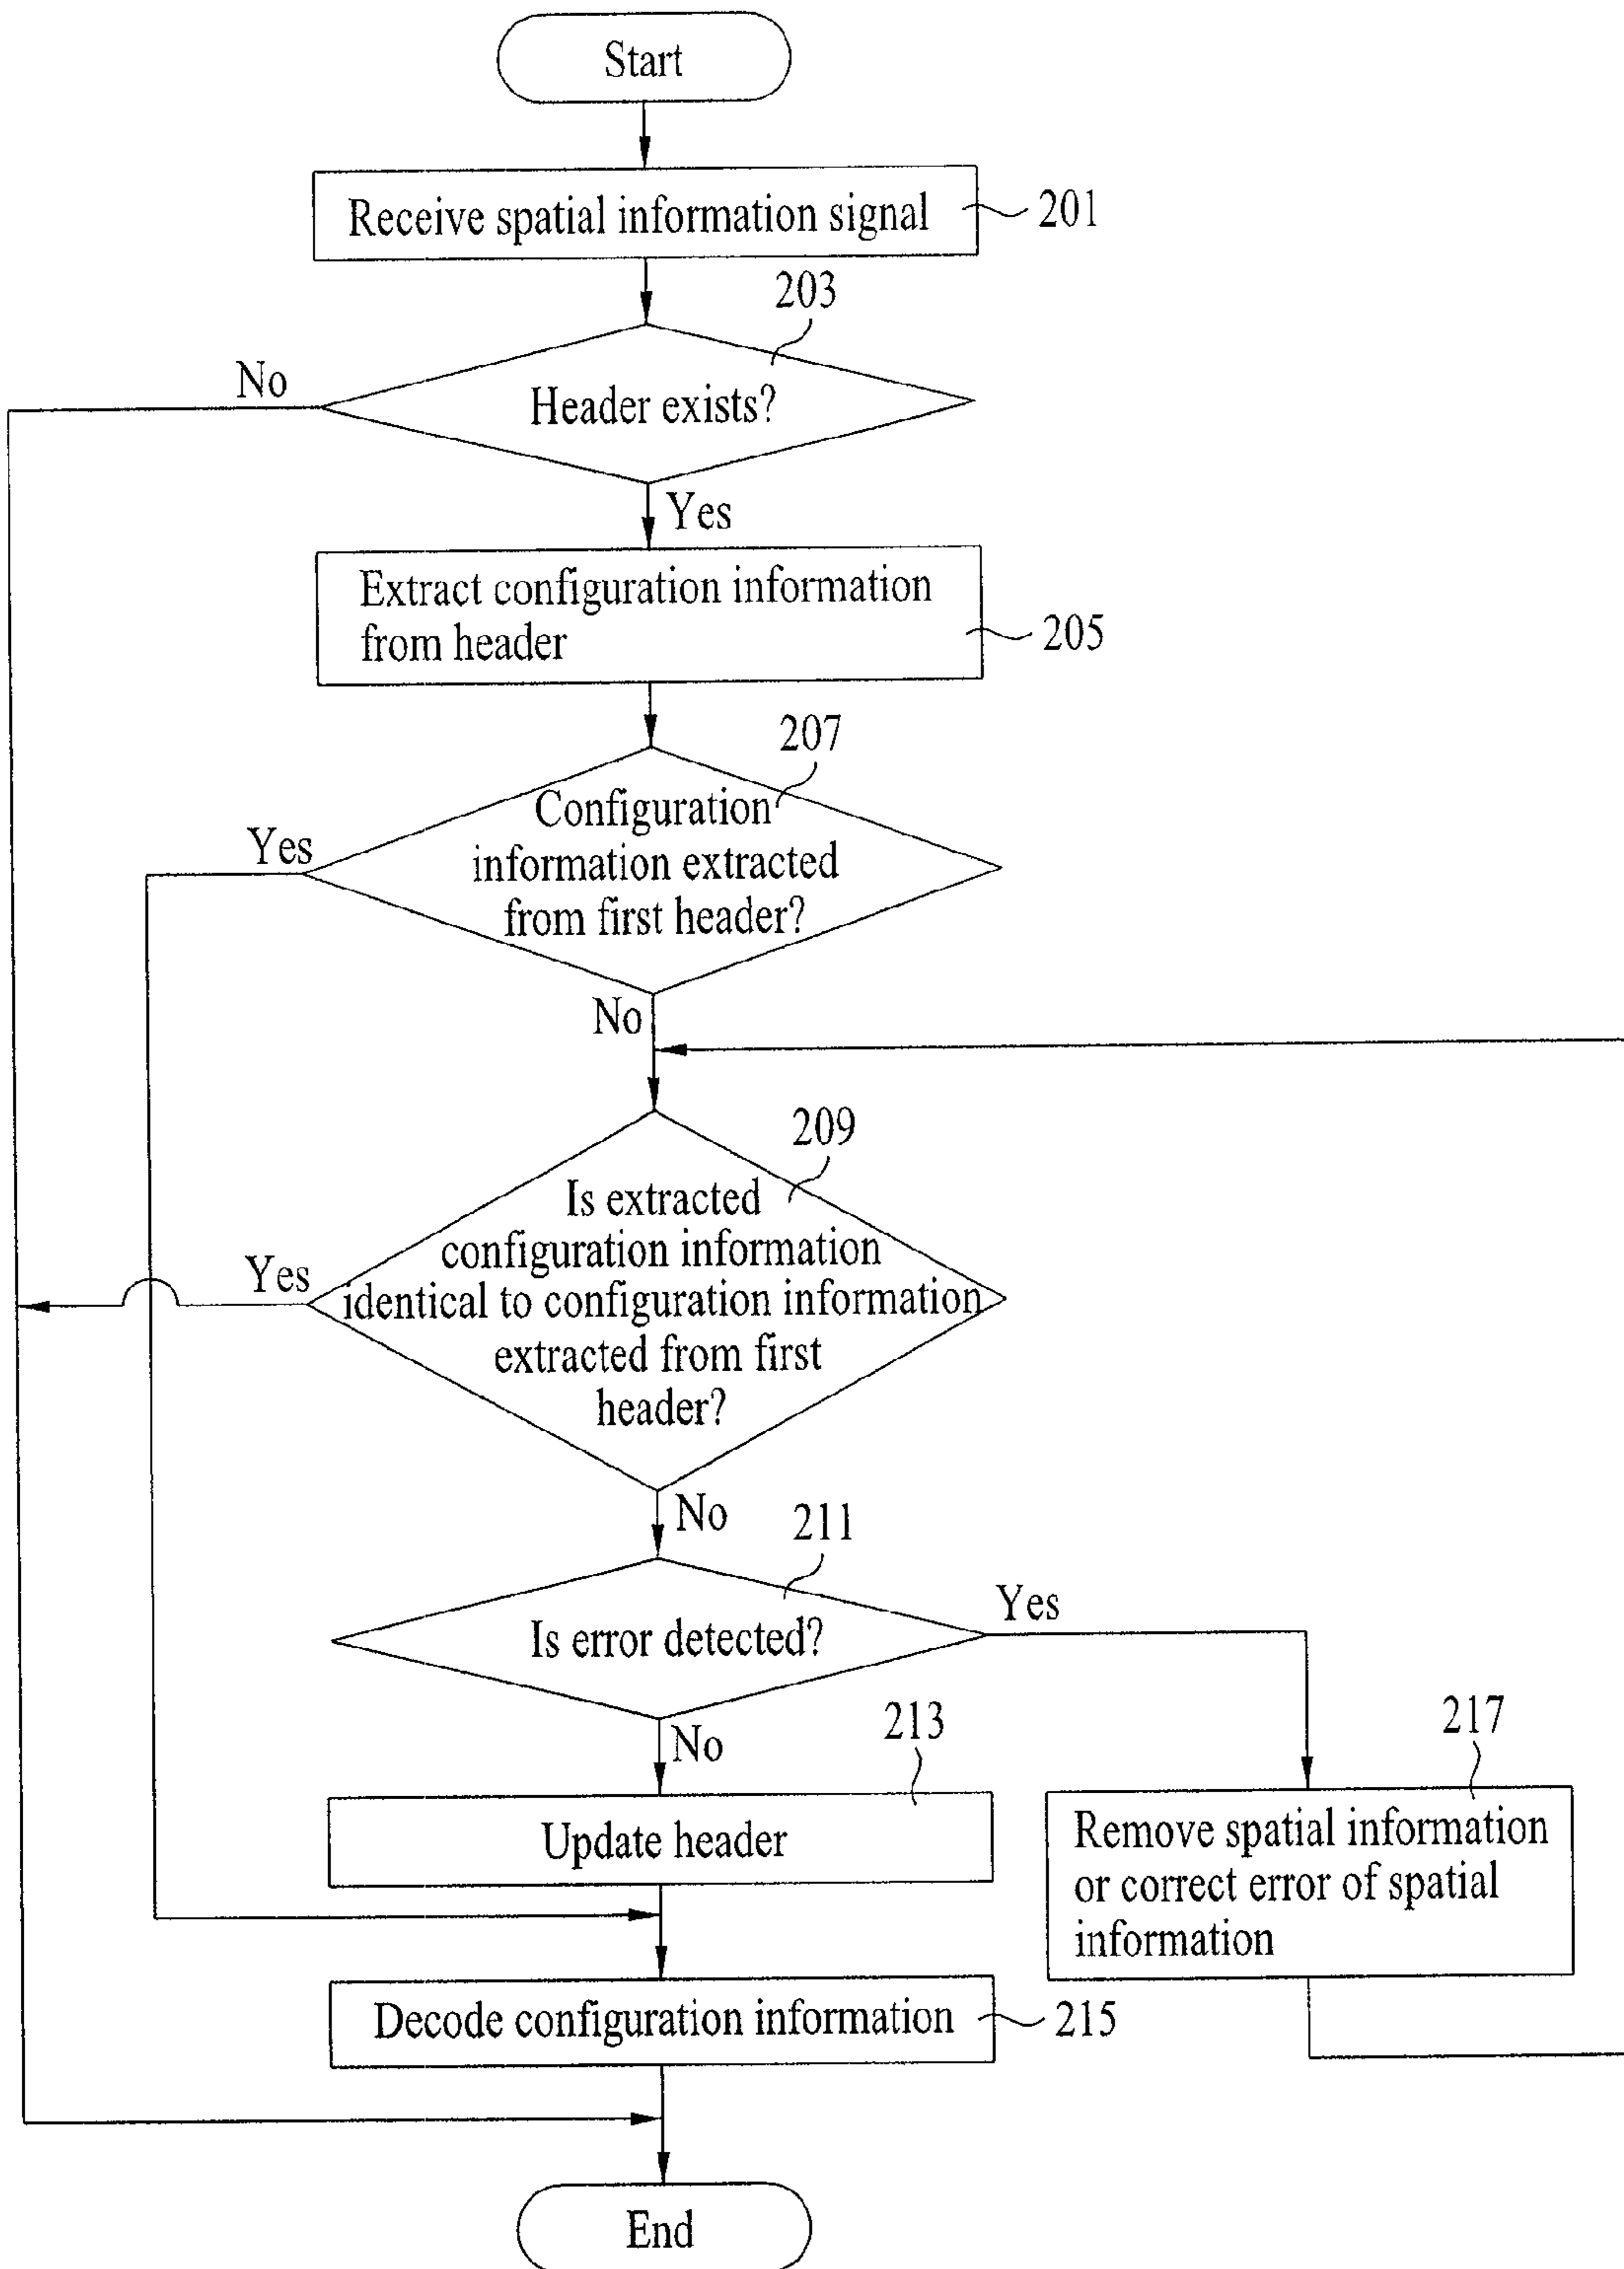 Start
Receive spatial information signal
201
203
No
Header exists?
Yes
Extract configuration information
from header
205
207
Yes
Configuration
information extracted
from first header?
No
209
Yes
Is extracted
configuration information
identical to configuration information
extracted from first
header?
No
211
Is error detected?
Yes
No
213
217
Update header
Remove spatial information
or correct error of spatial
information
Decode configuration information
215
End